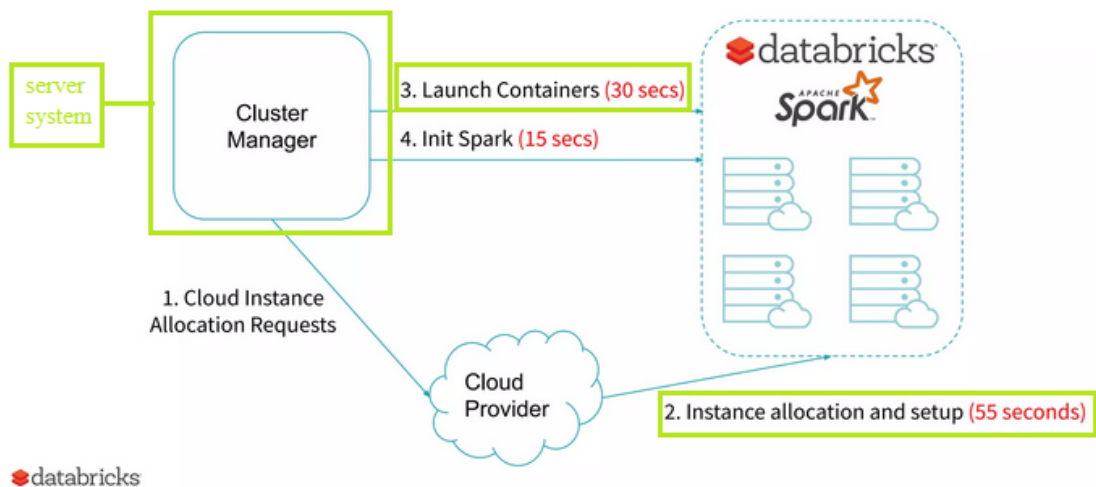 server
system
Cluster
Manager
3. Launch Containers (30 secs)
4. Init Spark (15 secs)
databricks
APACHE
Spark
1. Cloud Instance
Allocation Requests
Cloud
Provider
2. Instance allocation and setup (55 seconds)
databricks